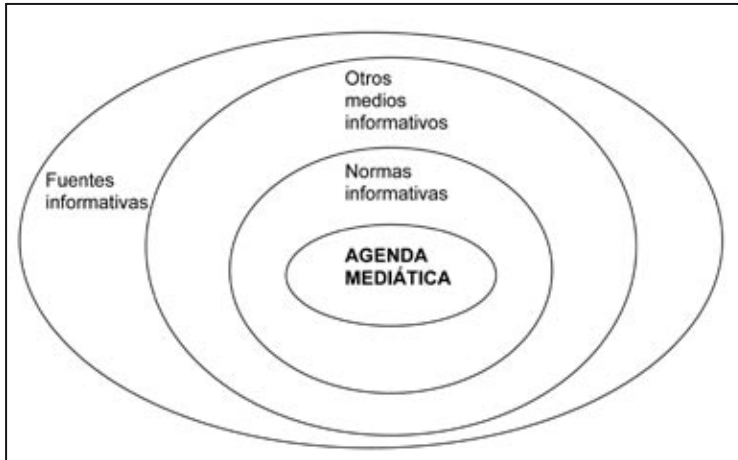 Otros
medios
informativos
Fuentes
informativas
Normas
informativas
AGENDA
MEDIÁTICA